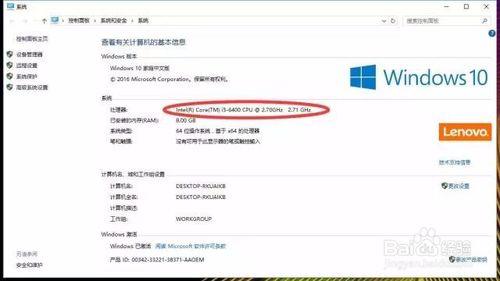 系统
控制面板 › 系统和安全 › 系统
搜索控制面板
控制面板主页
设备管理器
远程设置
系统保护
高级系统设置
查看有关计算机的基本信息
Windows 版本
Windows 10 家庭中文版
© 2016 Microsoft Corporation。保留所有权利。
Windows 10
系统
处理器: Intel(R) Core(TM) i5-6400 CPU @ 2.70GHz 2.71 GHz
已安装的内存(RAM): 8.00 GB
系统类型: 64 位操作系统，基于 x64 的处理器
笔和触摸: 没有可用于此显示器的笔或触控输入
Lenovo
技术支持信息
计算机名、域和工作组设置
计算机名: DESKTOP-RKUAIKB
计算机全名: DESKTOP-RKUAIKB
计算机描述:
工作组: WORKGROUP
更改设置
Windows 激活
Windows 已激活 阅读 Microsoft 软件许可条款
产品 ID: 00342-33221-38371-AAOEM
更改产品密钥
另请参阅
安全和维护
Baidu 经验
jingyan.baidu.com